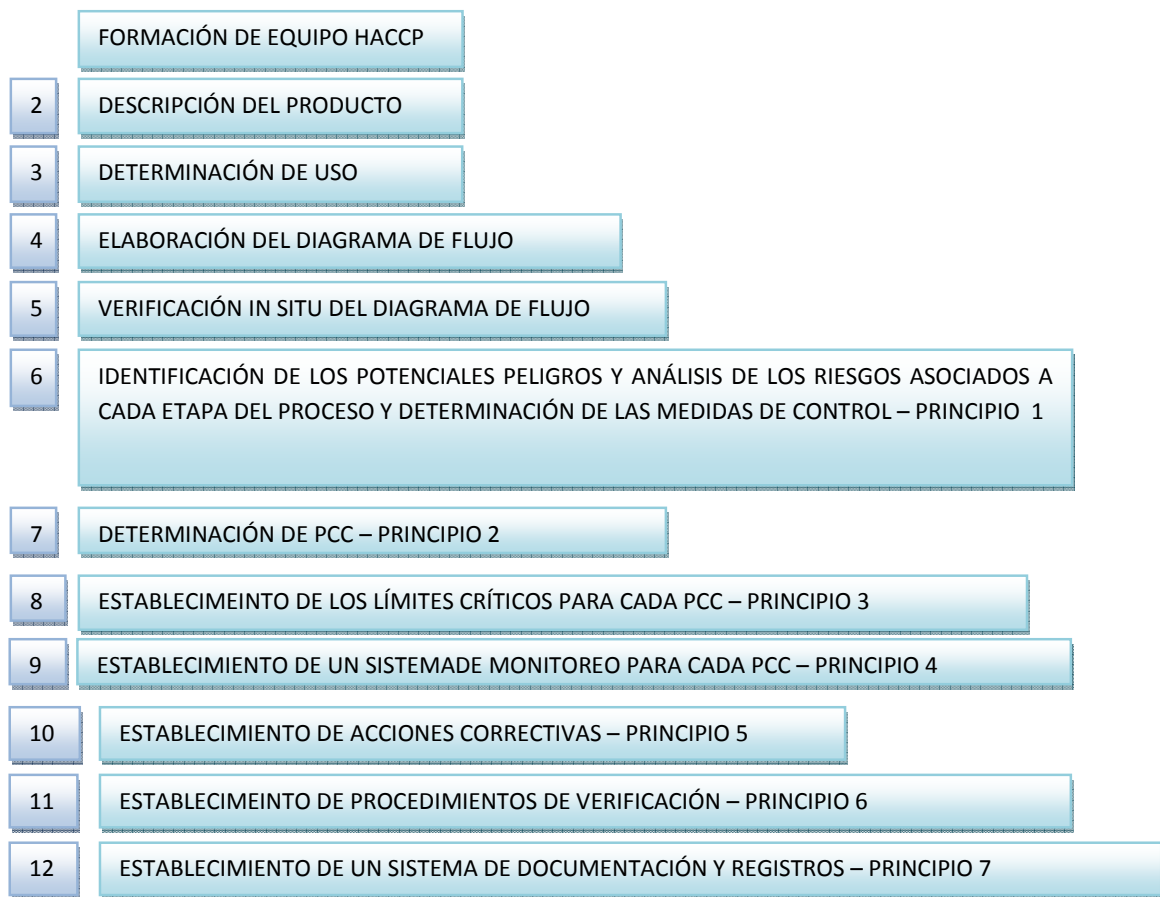 FORMACIÓN DE EQUIPO HACCP
2 DESCRIPCIÓN DEL PRODUCTO
3 DETERMINACIÓN DE USO
4 ELABORACIÓN DEL DIAGRAMA DE FLUJO
5 VERIFICACIÓN IN SITU DEL DIAGRAMA DE FLUJO
6 IDENTIFICACIÓN DE LOS POTENCIALES PELIGROS Y ANÁLISIS DE LOS RIESGOS ASOCIADOS A
CADA ETAPA DEL PROCESO Y DETERMINACIÓN DE LAS MEDIDAS DE CONTROL – PRINCIPIO 1
7 DETERMINACIÓN DE PCC – PRINCIPIO 2
8 ESTABLECIMEINTO DE LOS LÍMITES CRÍTICOS PARA CADA PCC – PRINCIPIO 3
9 ESTABLECIMIENTO DE UN SISTEMADE MONITOREO PARA CADA PCC – PRINCIPIO 4
10 ESTABLECIMIENTO DE ACCIONES CORRECTIVAS – PRINCIPIO 5
11 ESTABLECIMEINTO DE PROCEDIMIENTOS DE VERIFICACIÓN – PRINCIPIO 6
12 ESTABLECIMIENTO DE UN SISTEMA DE DOCUMENTACIÓN Y REGISTROS – PRINCIPIO 7